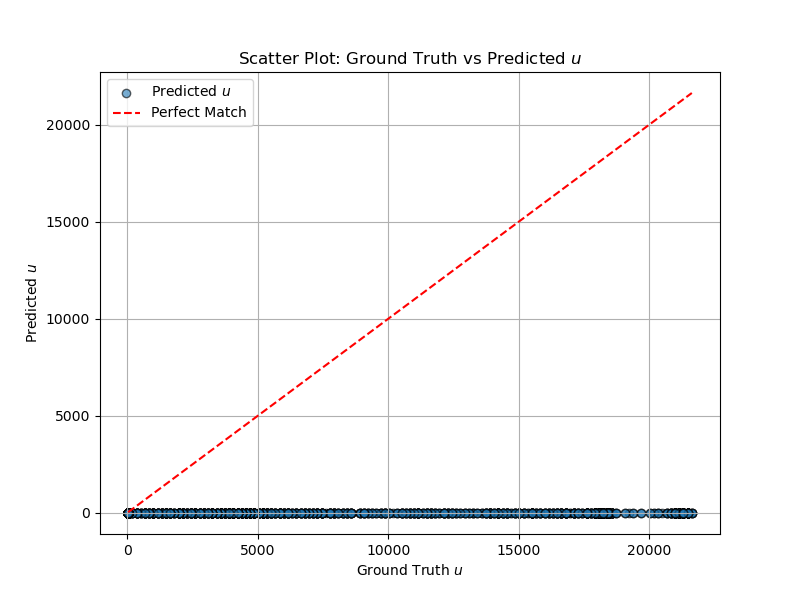 Scatter Plot: Ground Truth vs Predicted u
Predicted u
Perfect Match
20000
15000
10000
5000
0
Predicted u
0 5000 10000 15000 20000
Ground Truth u